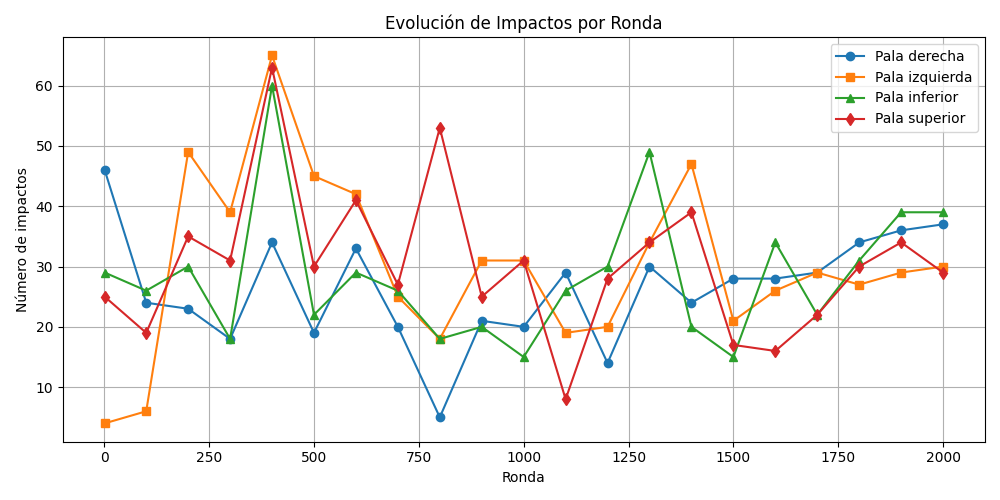 Evolución de Impactos por Ronda
Pala derecha
Pala izquierda
Pala inferior
Pala superior
Número de impactos
60
50
40
30
20
10
0 250 500 750 1000 1250 1500 1750 2000
Ronda